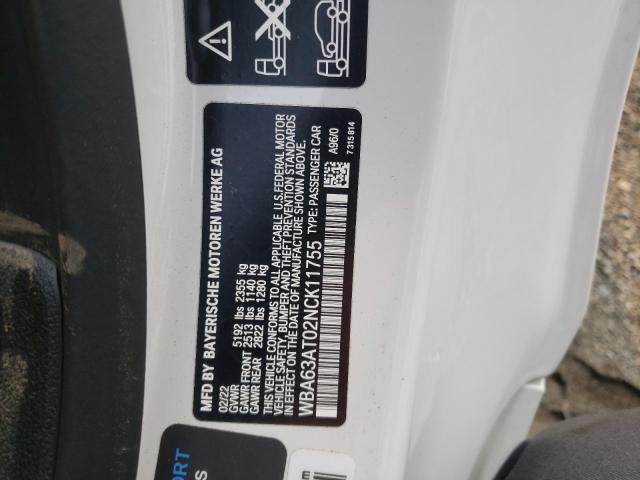 MFD BY BAYERISCHE MOTOREN WERKE AG
02/22
GVWR 5192 lbs 2355 kg
GAWR FRONT 2513 lbs 1140 kg
GAWR REAR 2822 lbs 1280 kg
THIS VEHICLE CONFORMS TO ALL APPLICABLE U.S.FEDERAL MOTOR
VEHICLE SAFETY, BUMPER AND THEFT PREVENTION STANDARDS
IN EFFECT ON THE DATE OF MANUFACTURE SHOWN ABOVE.
WBA63AT02NCK11755 TYPE: PASSENGER CAR
A96/0
7315814
ORT
S
E